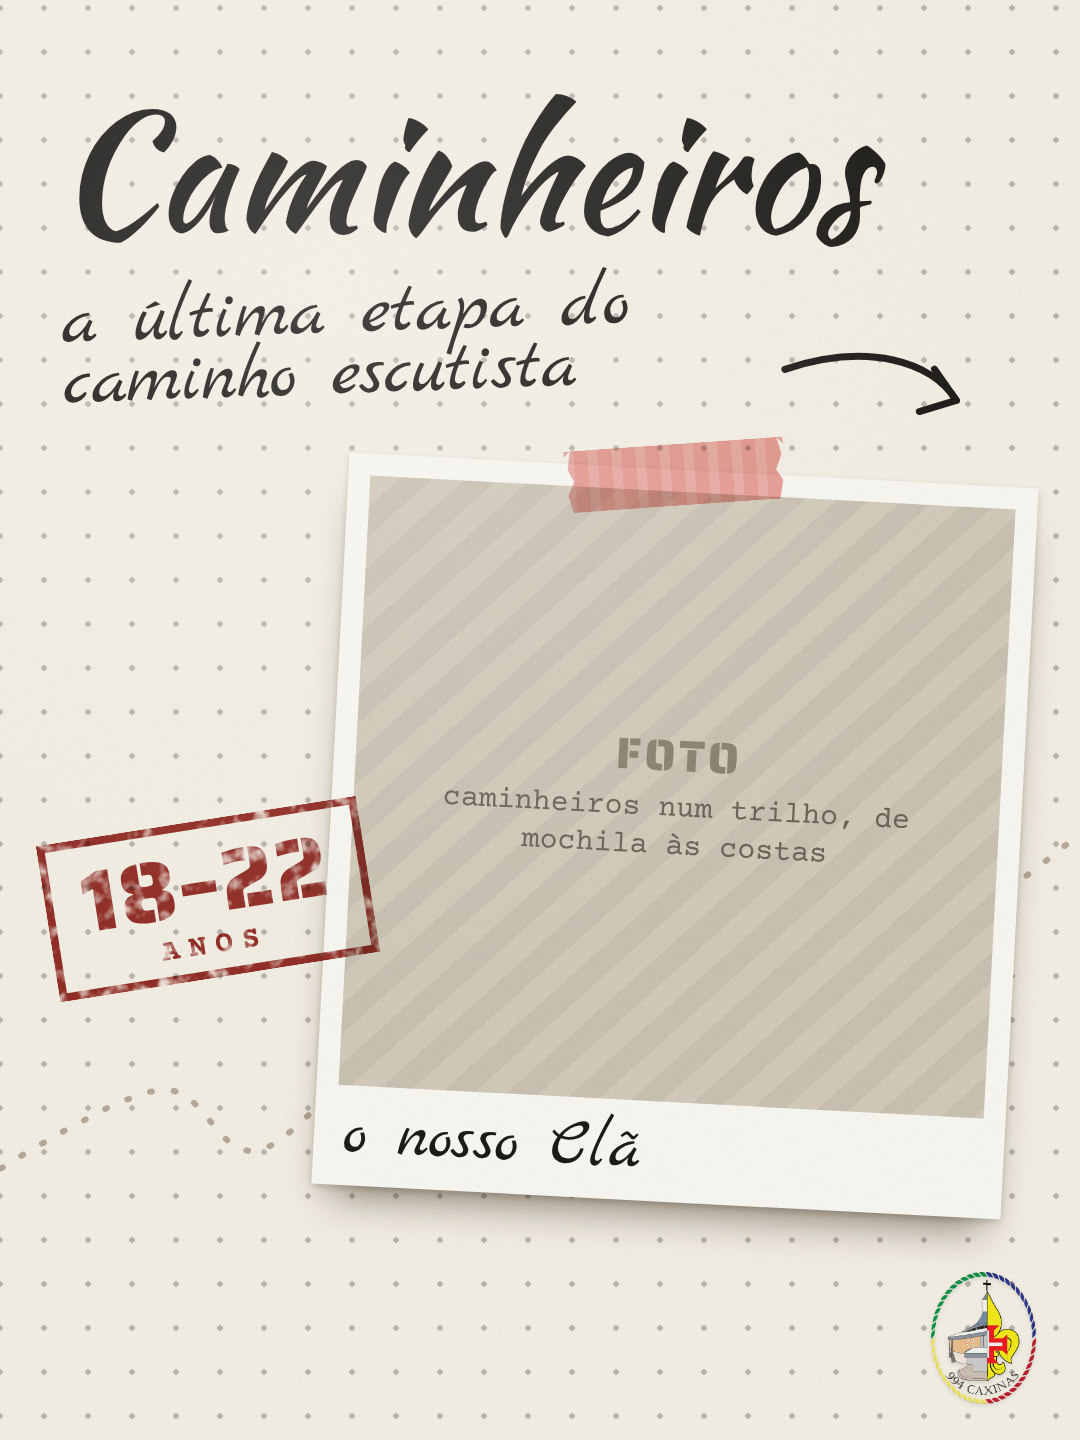 Caminheiros
a última etapa do
caminho escutista
FOTO
caminheiros num trilho, de
mochila às costas
18–22
ANOS
o nosso Clã
994 CAXINAS